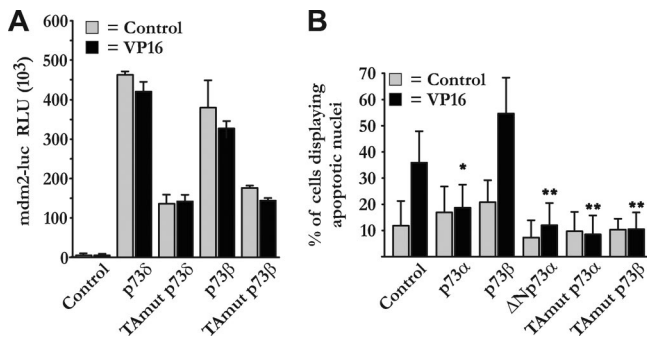 A
= Control
= VP16
mdm2-luc RLU (10³)
600
500
400
300
200
100
000
Control
p73δ
TAmut p73δ
p73β
TAmut p73β
B
= Control
= VP16
% of cells displaying
apoptotic nuclei
70
60
50
40
30
20
10
*
**
**
**
Control
p73α
p73β
ΔNp73α
TAmut p73α
TAmut p73β